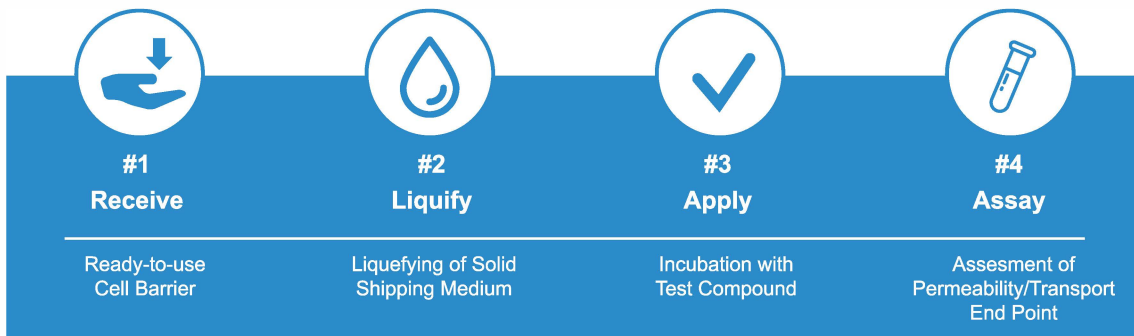 #1
Receive
Ready-to-use
Cell Barrier
#2
Liquify
Liquefying of Solid
Shipping Medium
#3
Apply
Incubation with
Test Compound
#4
Assay
Assesment of
Permeability/Transport
End Point